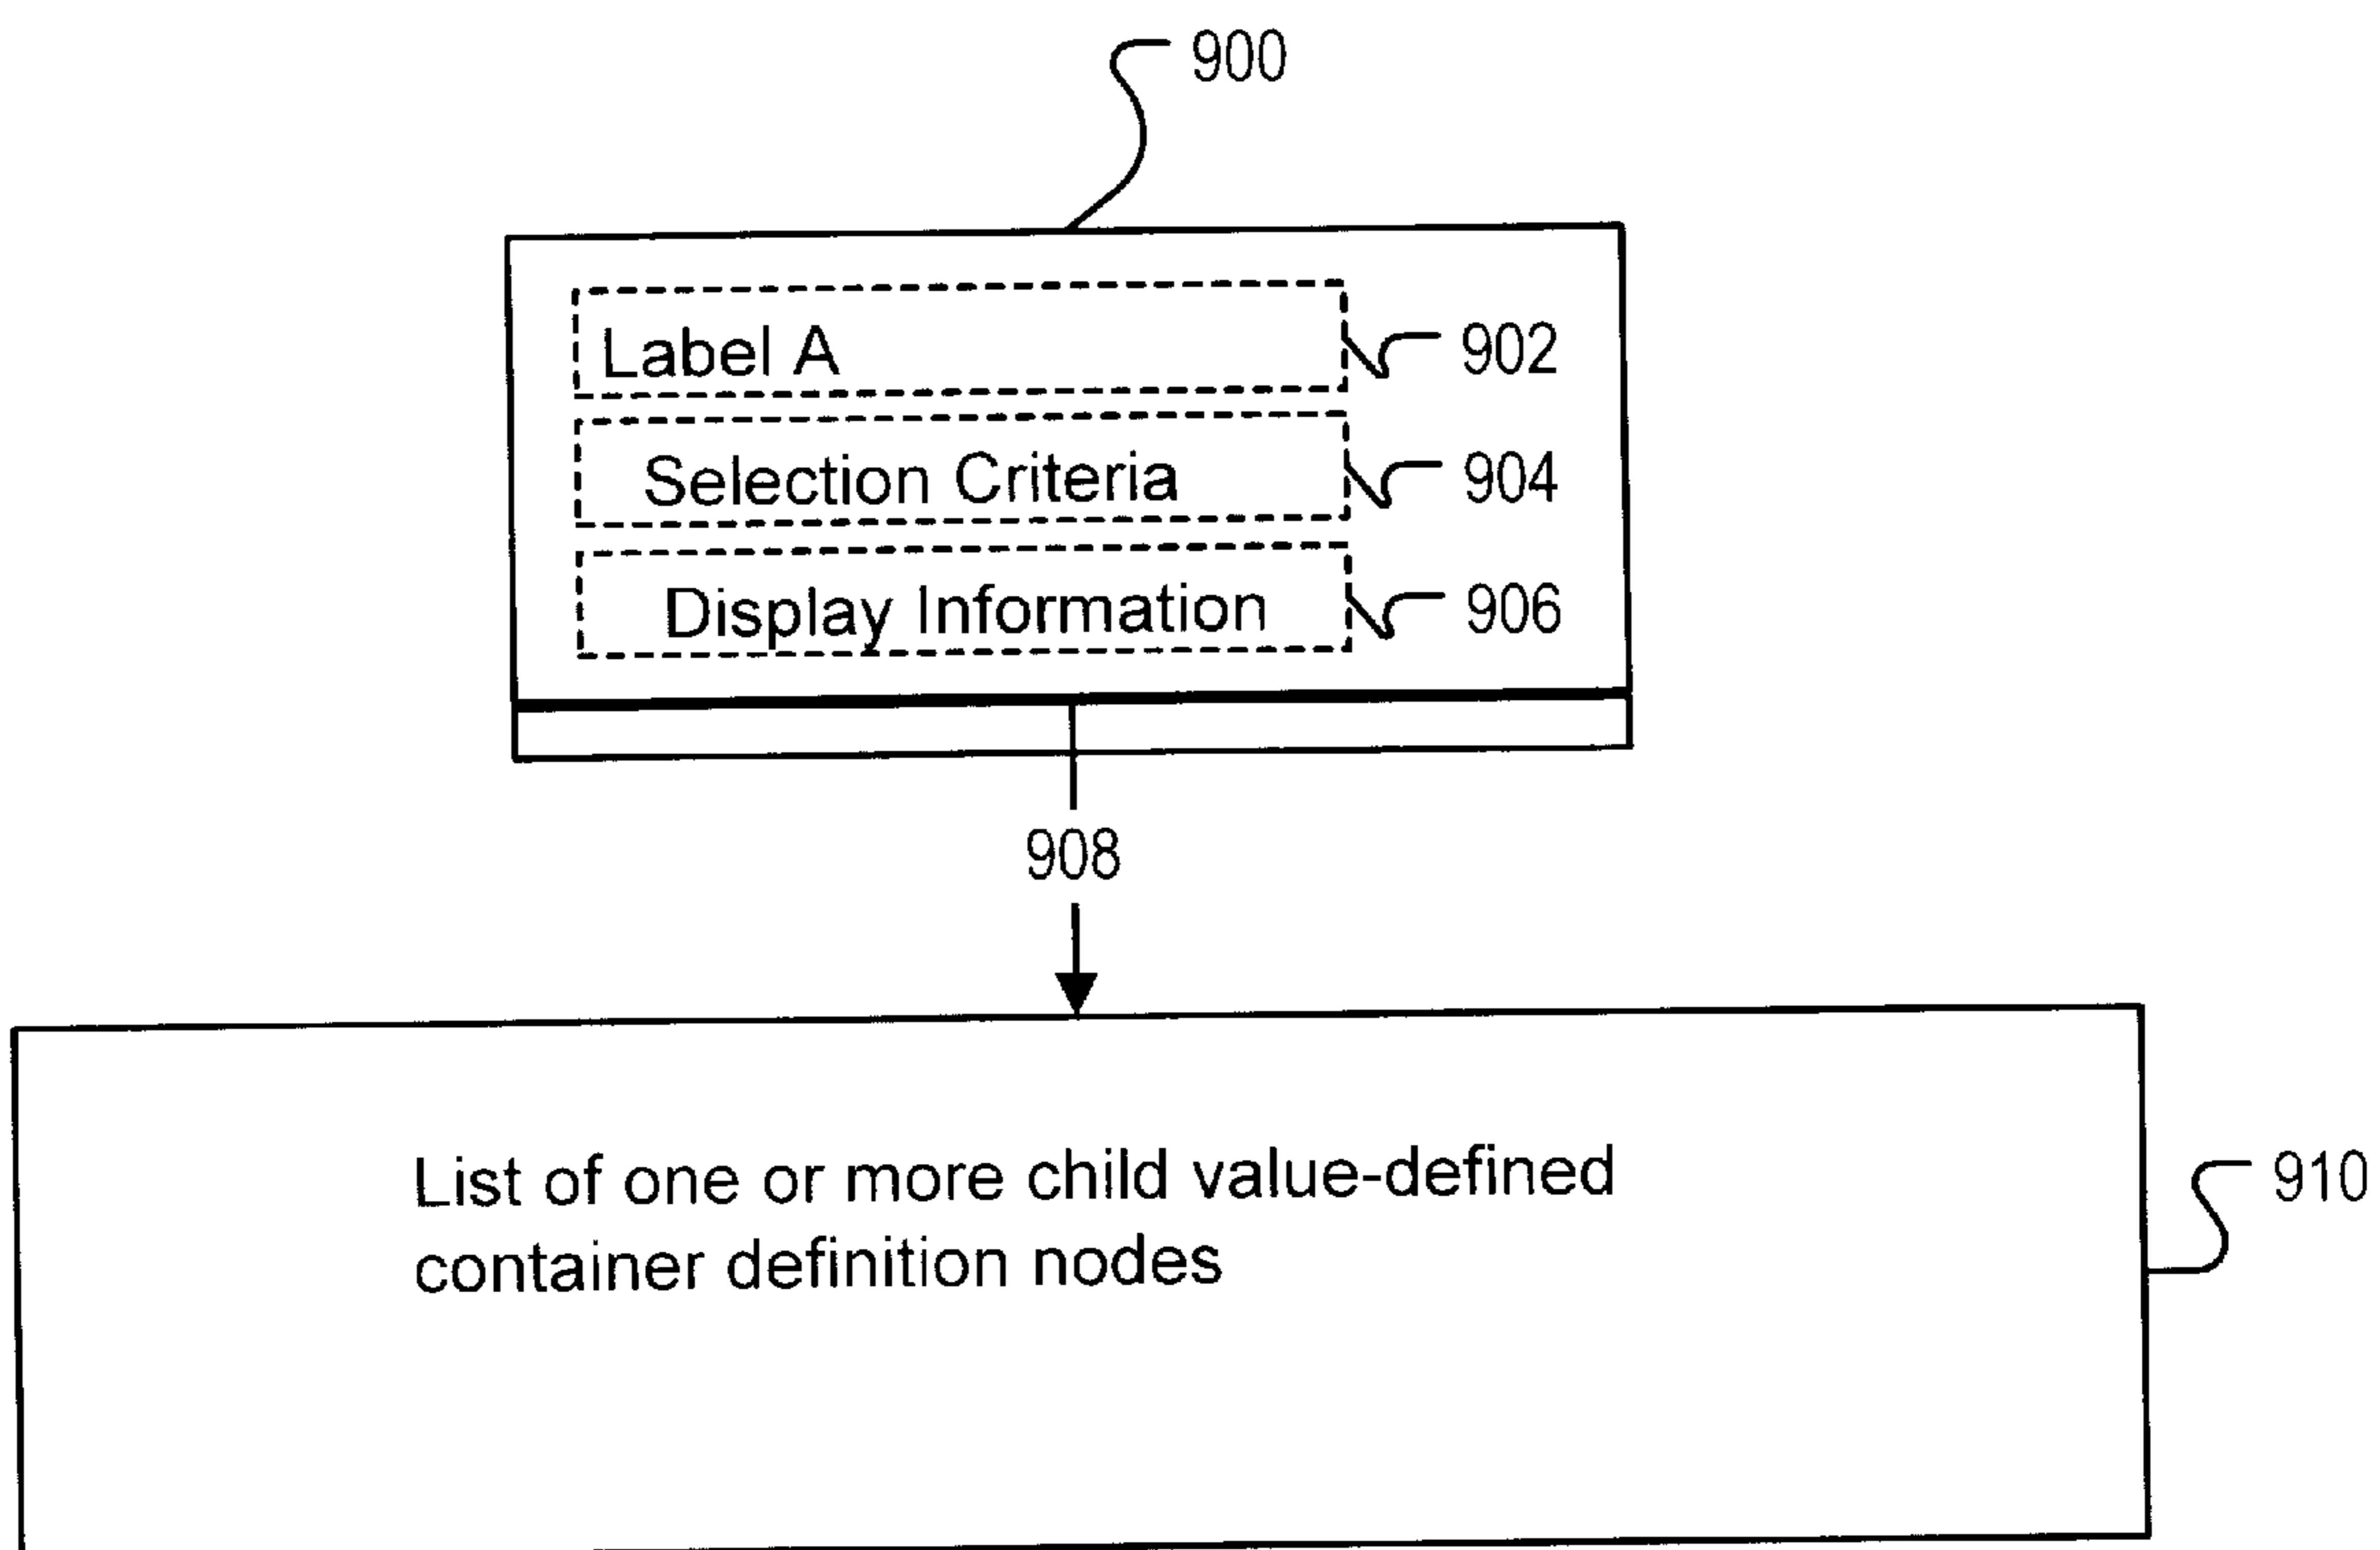 900
Label A
902
Selection Criteria
904
Display Information
906
908
List of one or more child value-defined
container definition nodes
910